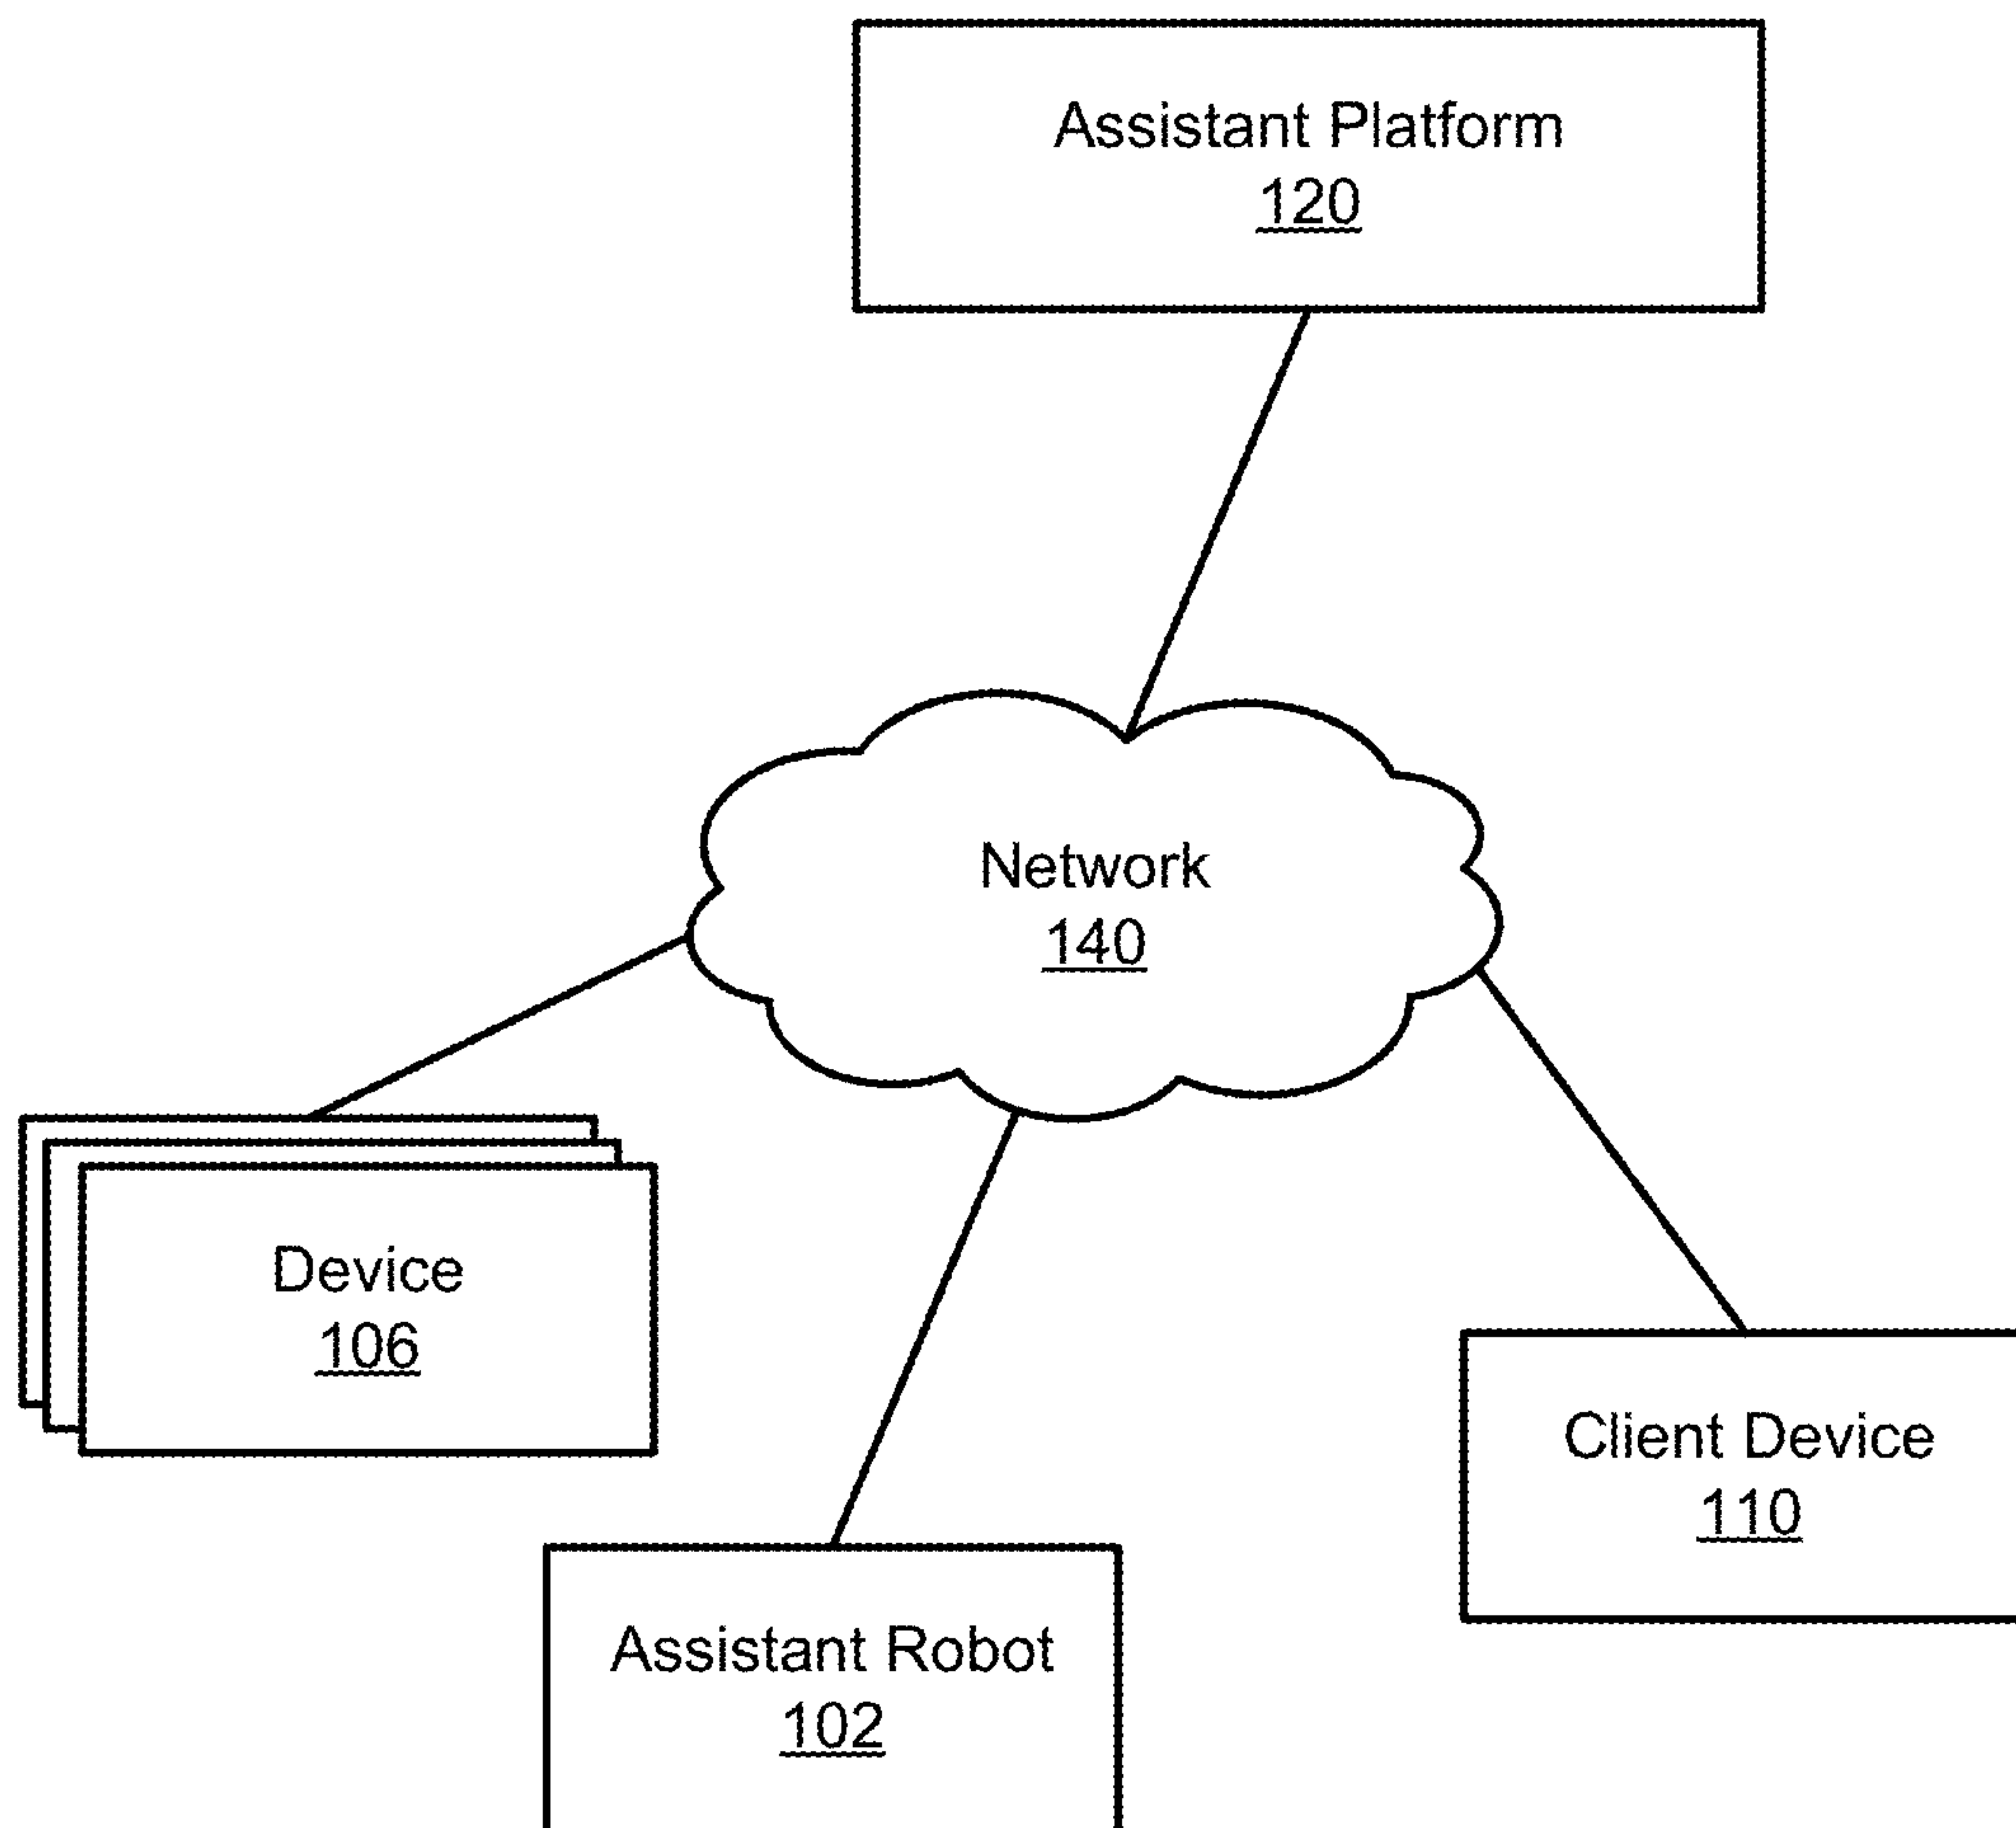 Assistant Platform
120
Network
140
Device
106
Client Device
110
Assistant Robot
102